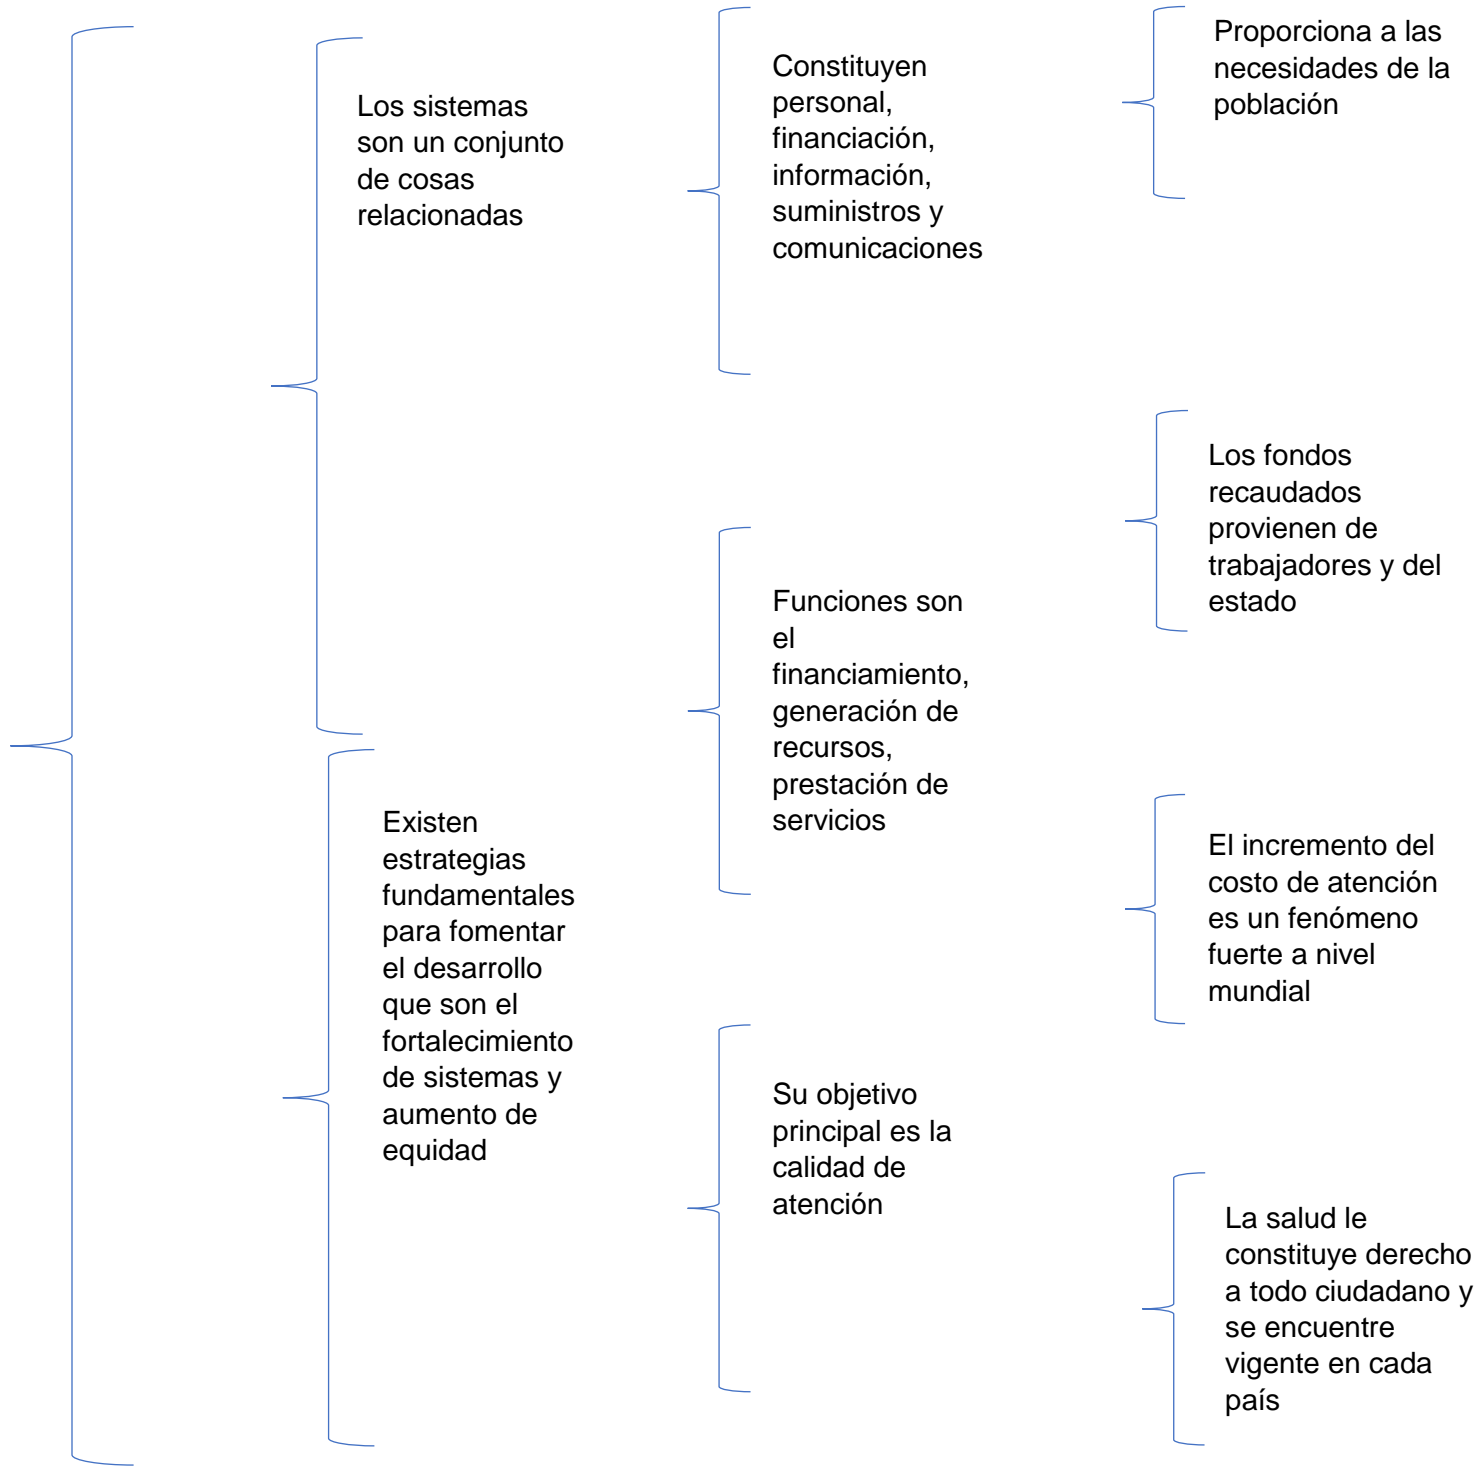 Los sistemas
son un conjunto
de cosas
relacionadas
Existen
estrategias
fundamentales
para fomentar
el desarrollo
que son el
fortalecimiento
de sistemas y
aumento de
equidad
Constituyen
personal,
financiación,
información,
suministros y
comunicaciones
Funciones son
el
financiamiento,
generación de
recursos,
prestación de
servicios
Su objetivo
principal es la
calidad de
atención
Proporciona a las
necesidades de la
población
Los fondos
recaudados
provienen de
trabajadores y del
estado
El incremento del
costo de atención
es un fenómeno
fuerte a nivel
mundial
La salud le
constituye derecho
a todo ciudadano y
se encuentre
vigente en cada
país